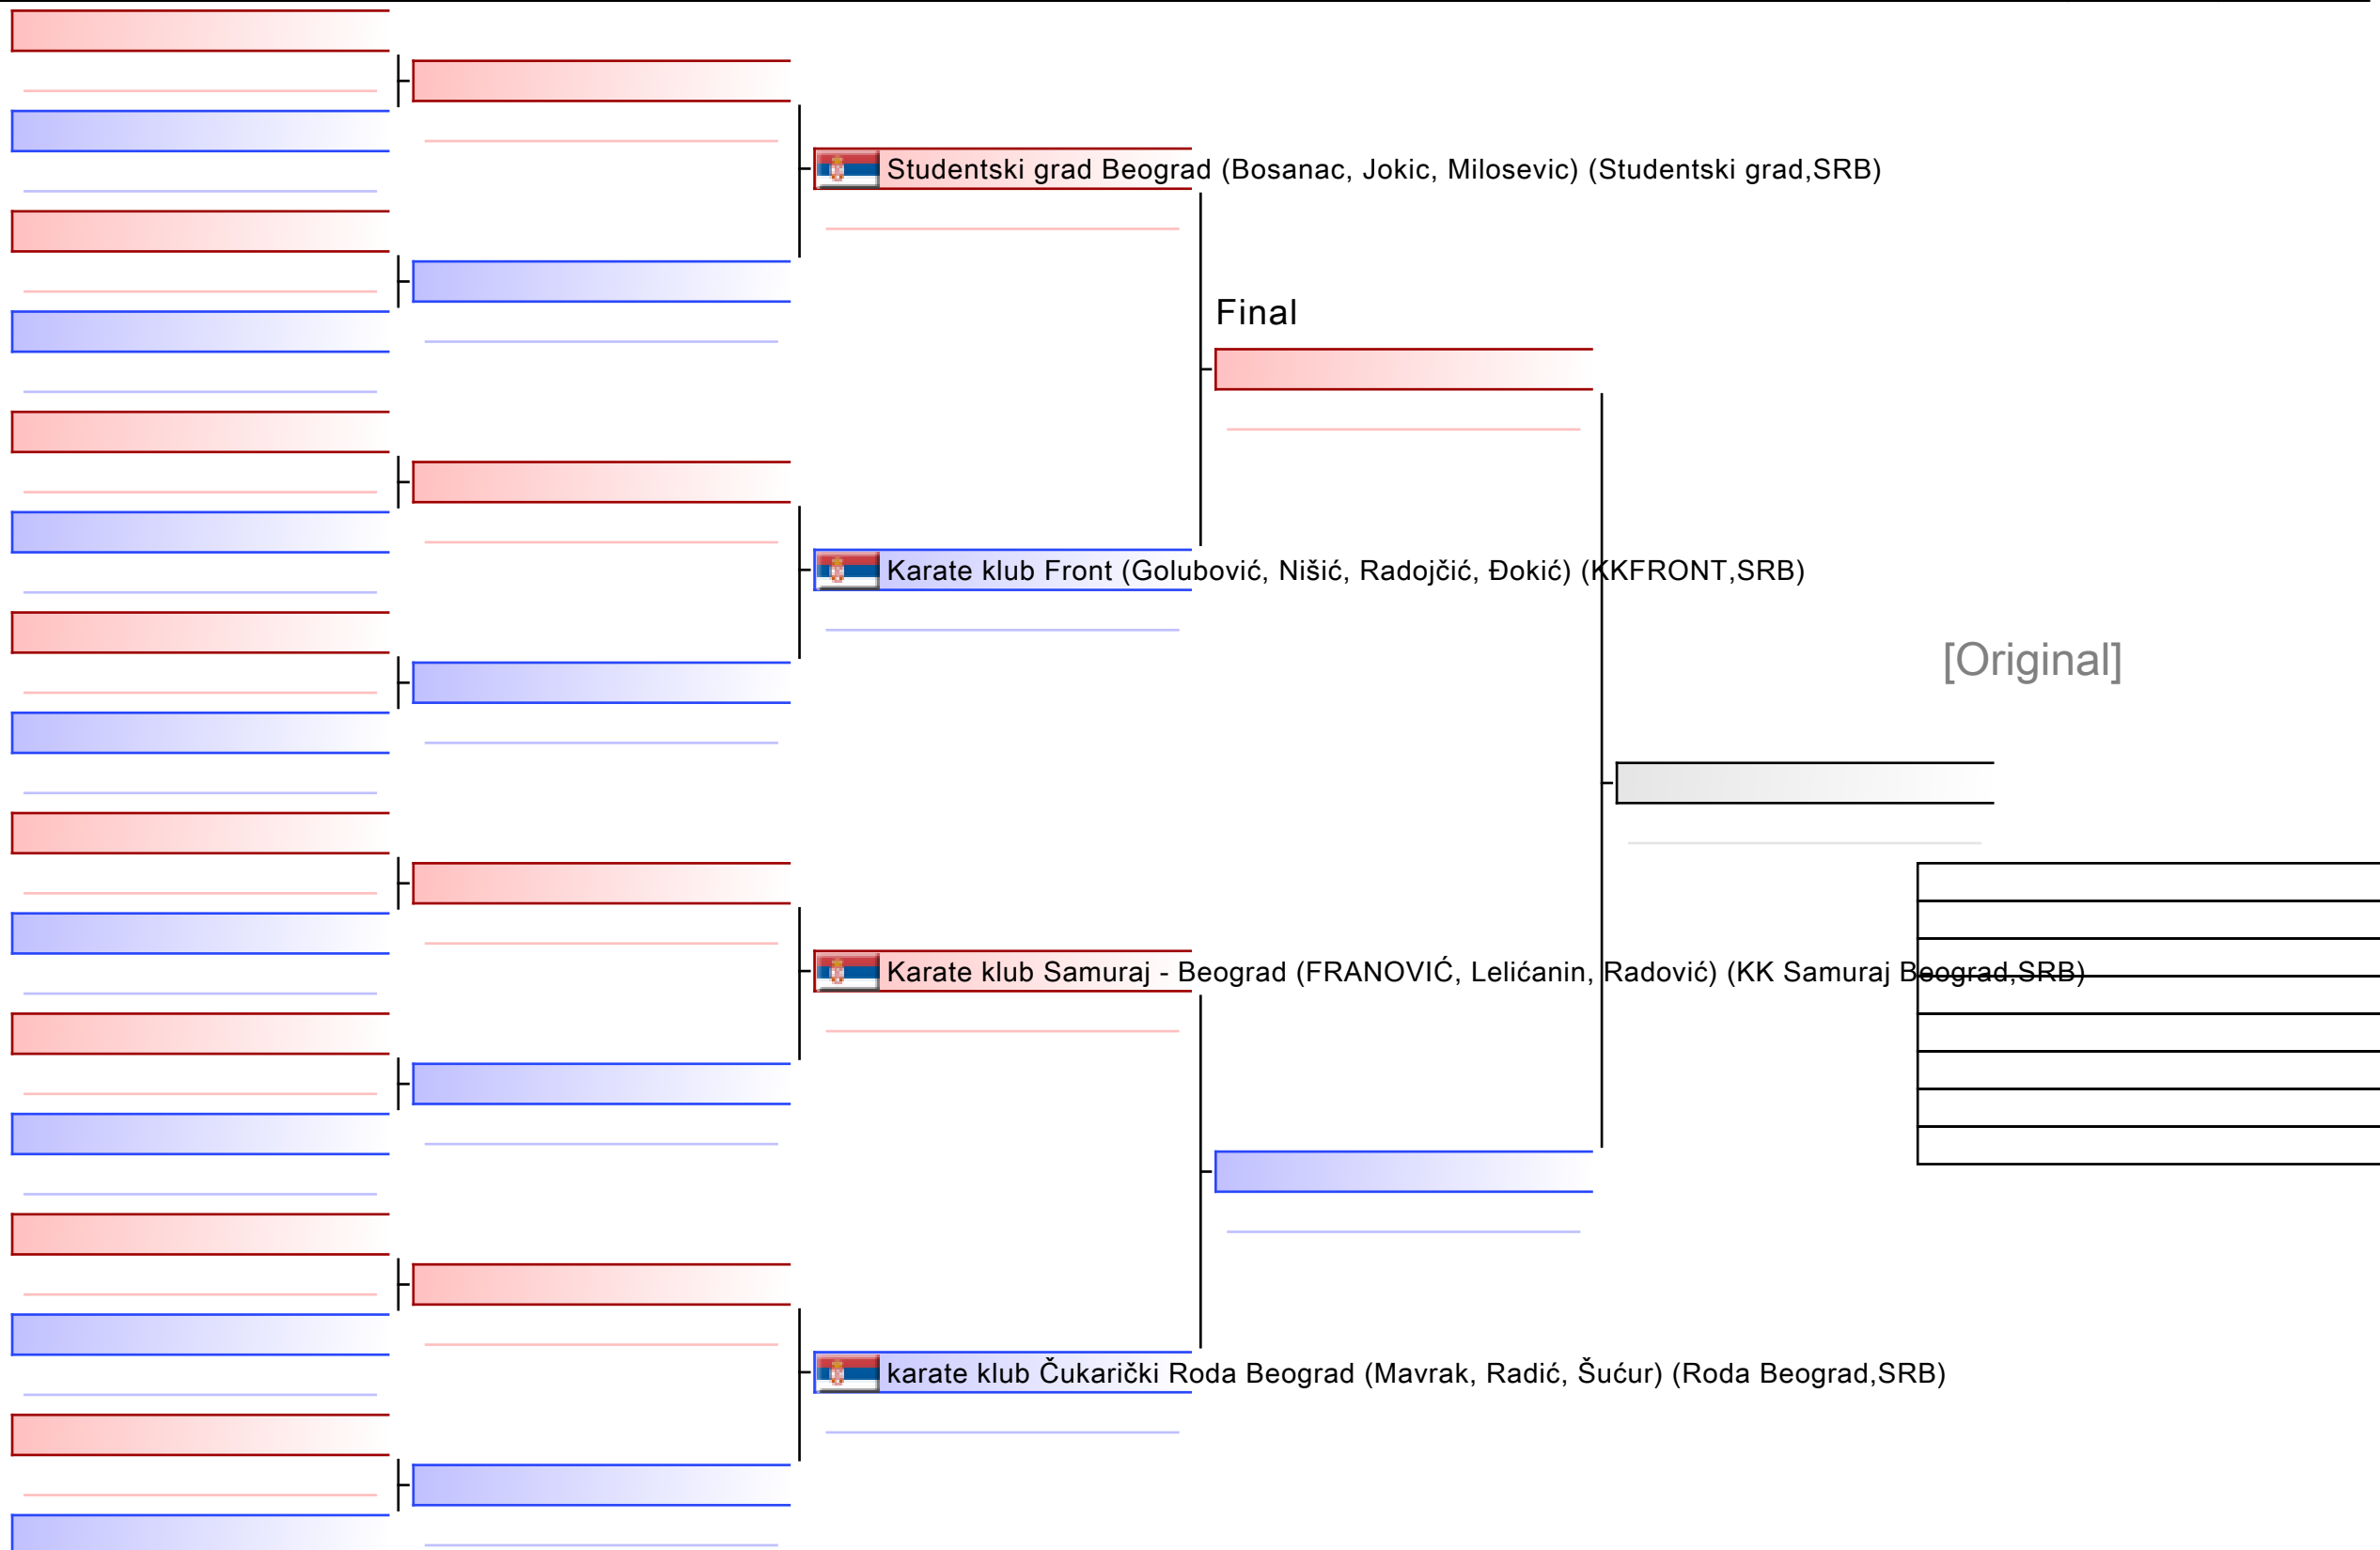 Studentski grad Beograd (Bosanac, Jokic, Milosevic) (Studentski grad,SRB)
Final
Karate klub Front (Golubović, Nišić, Radojčić, Đokić) (KKFRONT,SRB)
[Original]
Karate klub Samuraj - Beograd (FRANOVIĆ, Lelićanin, Radović) (KK Samuraj Beograd,SRB)
karate klub Čukarički Roda Beograd (Mavrak, Radić, Šućur) (Roda Beograd,SRB)